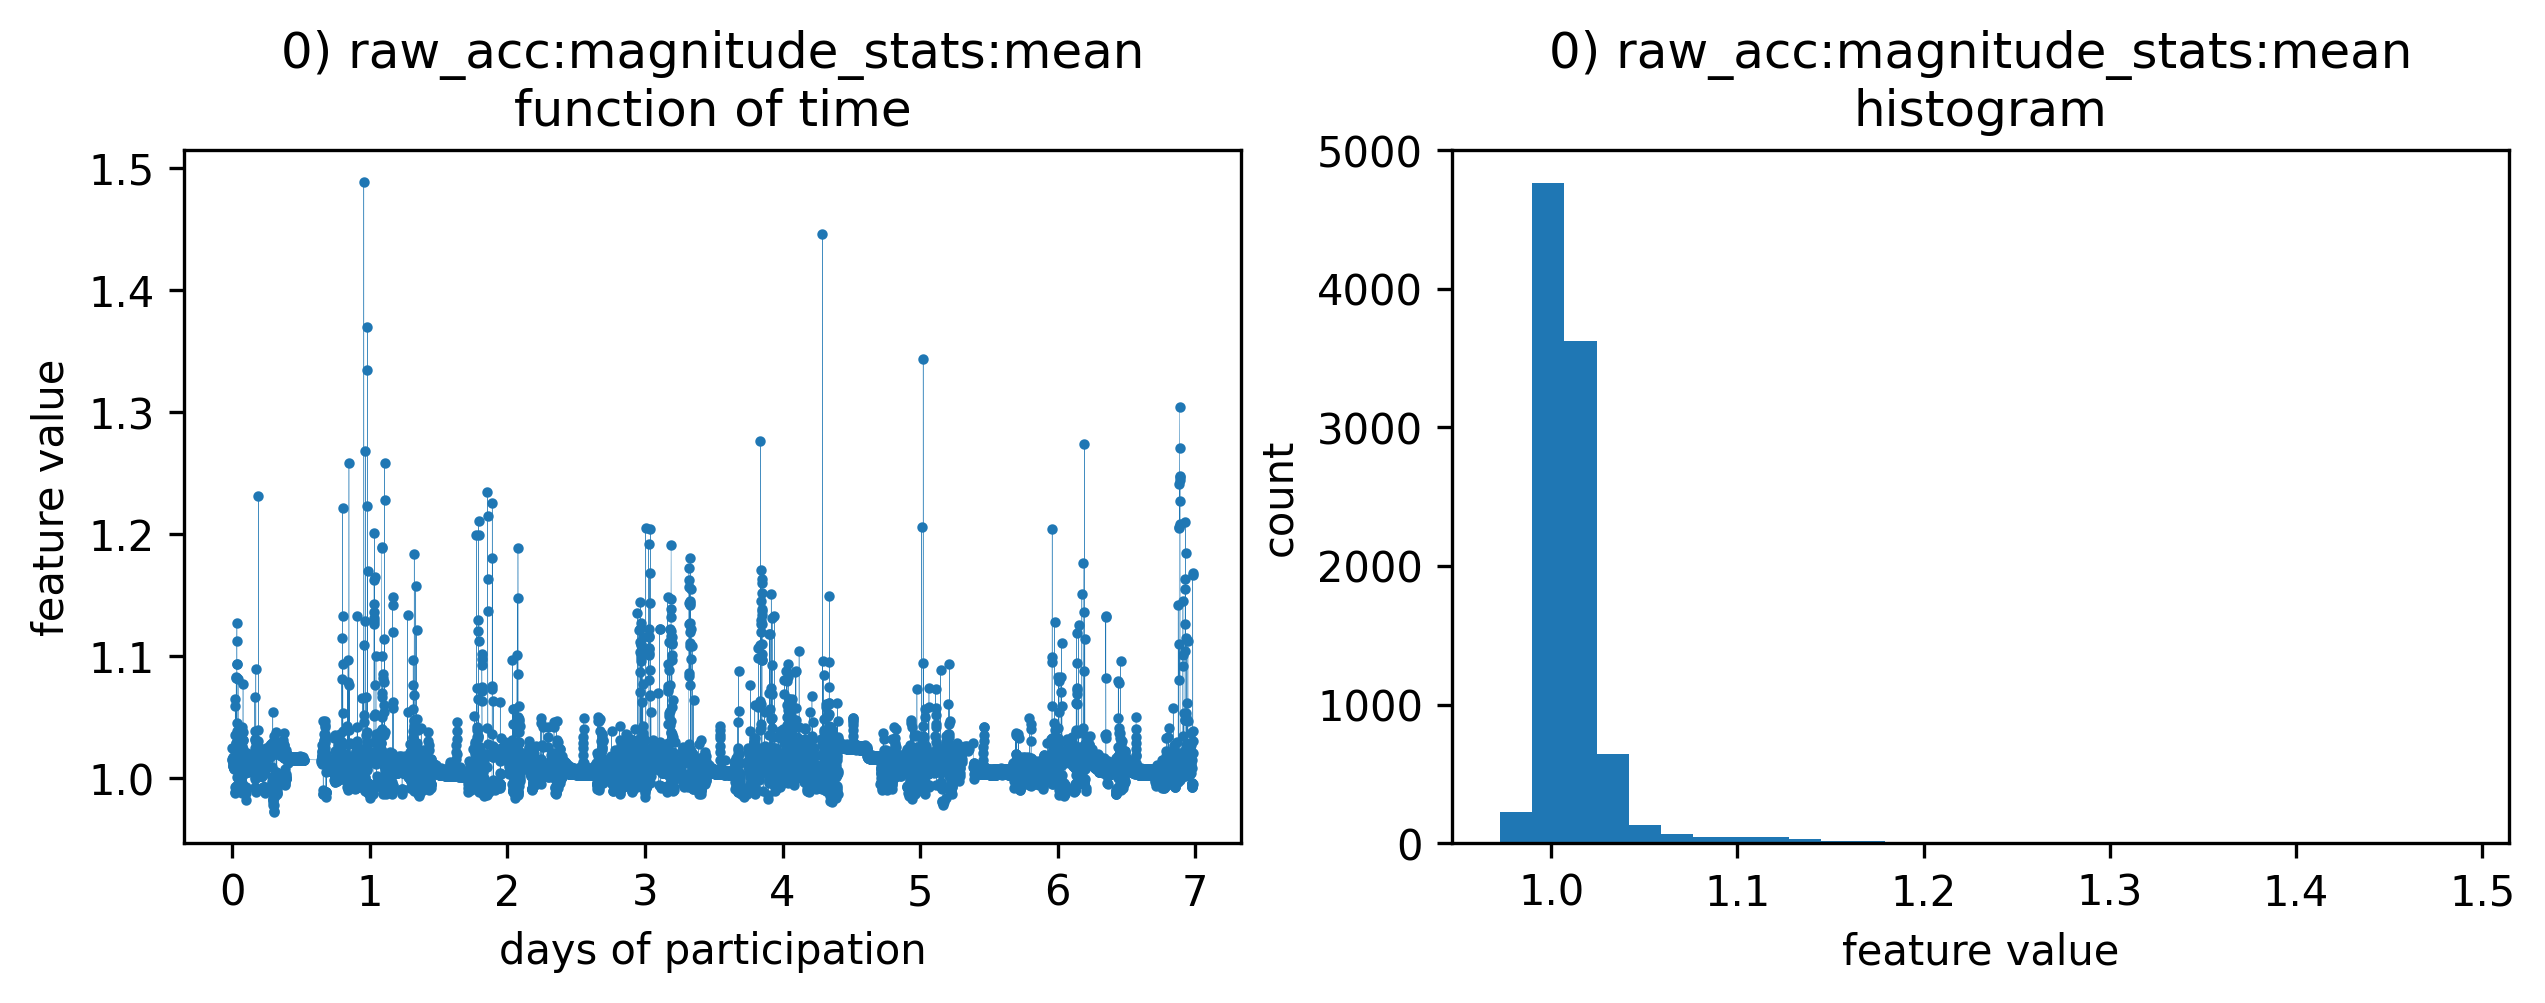 0) raw_acc:magnitude_stats:mean
function of time
1.5
1.4
1.3
1.2
1.1
1.0
feature value
0 1 2 3 4 5 6 7
days of participation
0) raw_acc:magnitude_stats:mean
histogram
5000
4000
3000
2000
1000
0
count
1.0 1.1 1.2 1.3 1.4 1.5
feature value